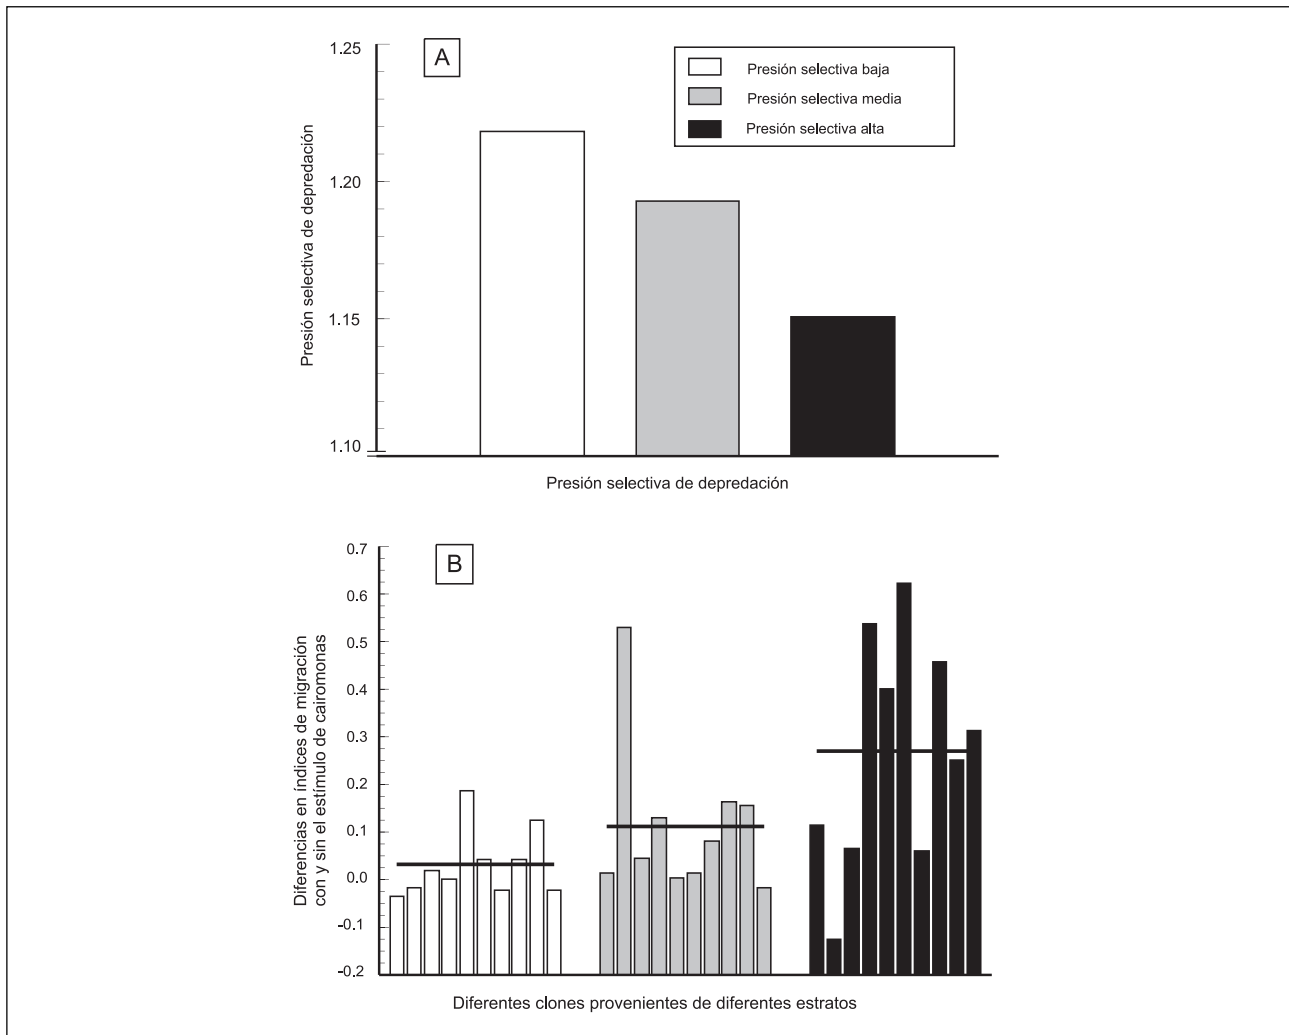 A
Presión selectiva baja
Presión selectiva media
Presión selectiva alta
Presión selectiva de depredación
1.25
1.20
1.15
1.10
Presión selectiva de depredación
B
Diferencias en índices de migración
con y sin el estímulo de cairomonas
0.7
0.6
0.5
0.4
0.3
0.2
0.1
0.0
-0.1
-0.2
Diferentes clones provenientes de diferentes estratos